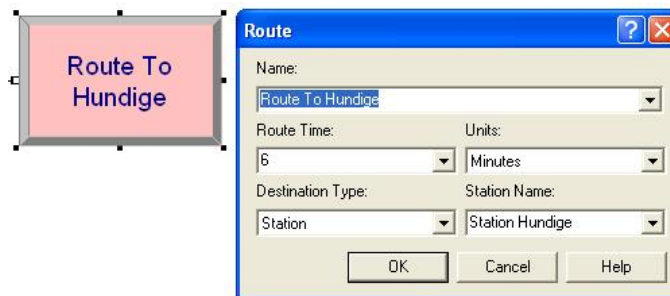 Route To
Hundige
Route
Name:
Route To Hundige
Route Time:
Units:
6
Minutes
Destination Type:
Station Name:
Station
Station Hundige
OK
Cancel
Help